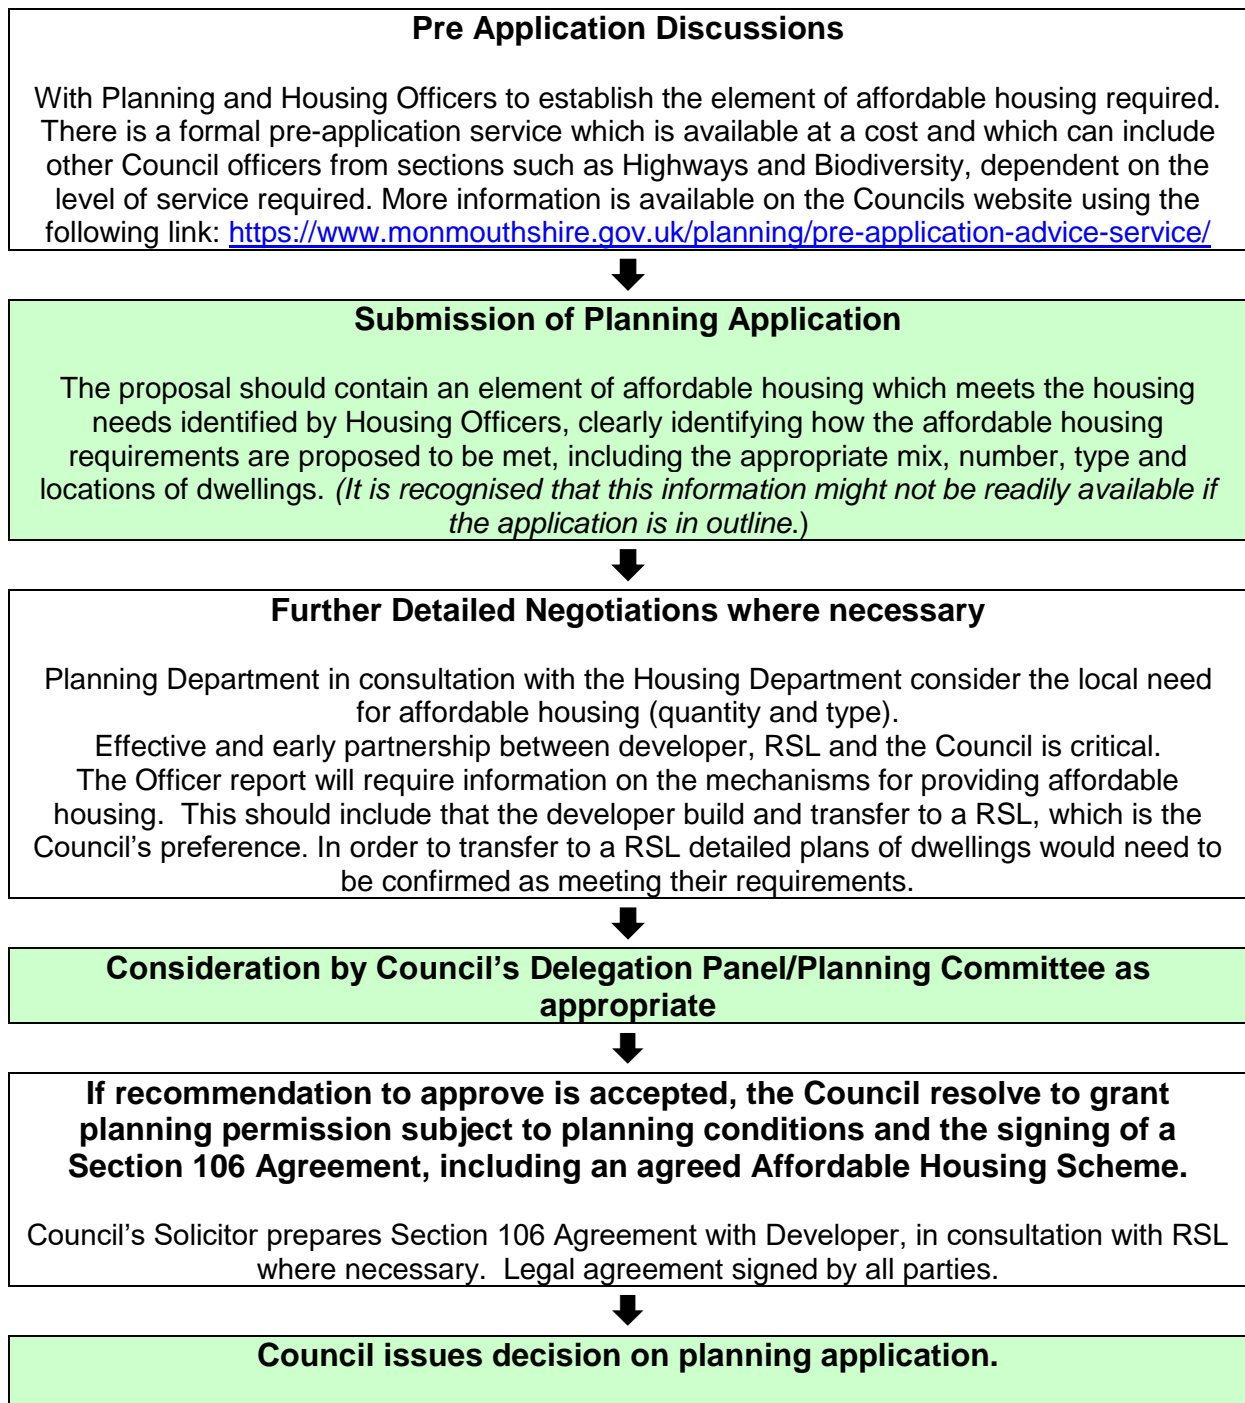 Pre Application Discussions
With Planning and Housing Officers to establish the element of affordable housing required.
There is a formal pre-application service which is available at a cost and which can include
other Council officers from sections such as Highways and Biodiversity, dependent on the
level of service required. More information is available on the Councils website using the
following link: https://www.monmouthshire.gov.uk/planning/pre-application-advice-service/
Submission of Planning Application
The proposal should contain an element of affordable housing which meets the housing
needs identified by Housing Officers, clearly identifying how the affordable housing
requirements are proposed to be met, including the appropriate mix, number, type and
locations of dwellings. (It is recognised that this information might not be readily available if
the application is in outline.)
Further Detailed Negotiations where necessary
Planning Department in consultation with the Housing Department consider the local need
for affordable housing (quantity and type).
Effective and early partnership between developer, RSL and the Council is critical.
The Officer report will require information on the mechanisms for providing affordable
housing.  This should include that the developer build and transfer to a RSL, which is the
Council’s preference. In order to transfer to a RSL detailed plans of dwellings would need to
be confirmed as meeting their requirements.
Consideration by Council’s Delegation Panel/Planning Committee as
appropriate
If recommendation to approve is accepted, the Council resolve to grant
planning permission subject to planning conditions and the signing of a
Section 106 Agreement, including an agreed Affordable Housing Scheme.
Council’s Solicitor prepares Section 106 Agreement with Developer, in consultation with RSL
where necessary.  Legal agreement signed by all parties.
Council issues decision on planning application.